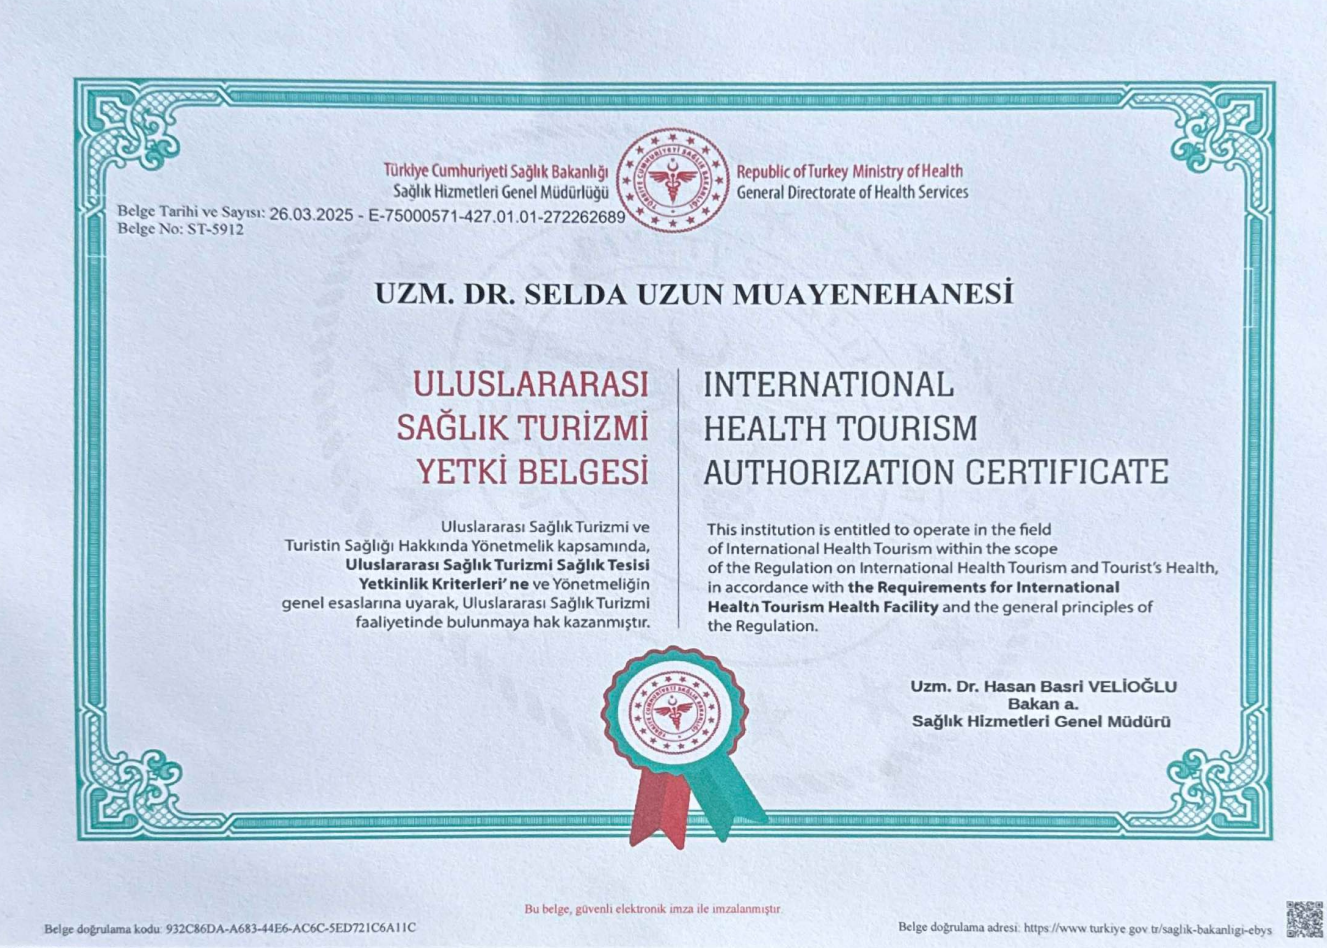 Türkiye Cumhuriyeti Sağlık Bakanlığı
Sağlık Hizmetleri Genel Müdürlüğü
Republic of Turkey Ministry of Health
General Directorate of Health Services
Belge Tarihi ve Sayısı: 26.03.2025 - E-75000571-427.01.01-272262689
Belge No: ST-5912
UZM. DR. SELDA UZUN MUAYENEHANESİ
ULUSLARARASI
SAĞLIK TURİZMİ
YETKİ BELGESİ
Uluslararası Sağlık Turizmi ve
Turistin Sağlığı Hakkında Yönetmelik kapsamında,
Uluslararası Sağlık Turizmi Sağlık Tesisi
Yetkinlik Kriterleri' ne ve Yönetmeliğin
genel esaslarına uyarak, Uluslararası Sağlık Turizmi
faaliyetinde bulunmaya hak kazanmıştır.
INTERNATIONAL
HEALTH TOURISM
AUTHORIZATION CERTIFICATE
This institution is entitled to operate in the field
of International Health Tourism within the scope
of the Regulation on International Health Tourism and Tourist's Health,
in accordance with the Requirements for International
Health Tourism Health Facility and the general principles of
the Regulation.
Uzm. Dr. Hasan Basri VELİOĞLU
Bakan a.
Sağlık Hizmetleri Genel Müdürü
Bu belge, güvenli elektronik imza ile imzalanmıştır.
Belge doğrulama kodu: 932C86DA-A683-44E6-AC6C-5ED721C6A11C
Belge doğrulama adresi: https://www.turkiye.gov.tr/saglik-bakanligi-ebys